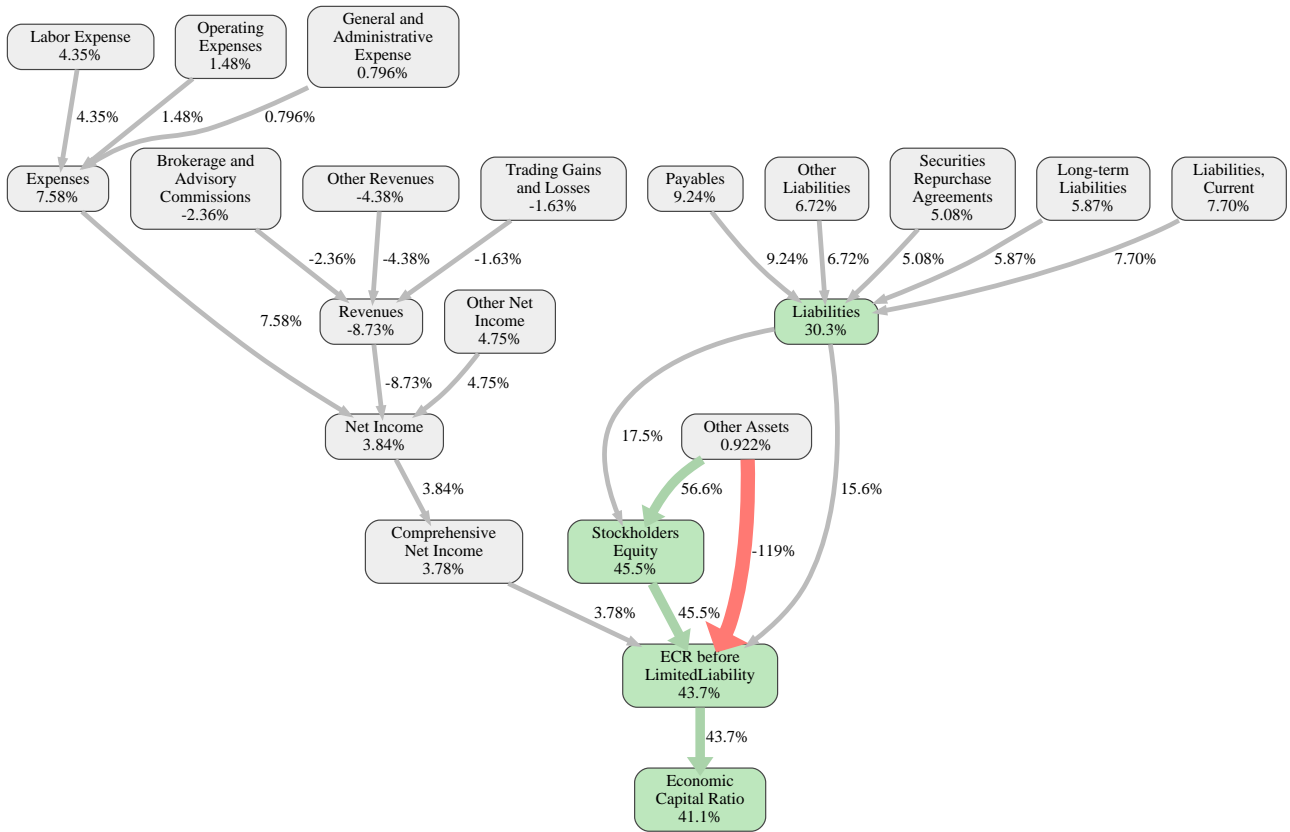 Labor Expense
4.35%
Operating
Expenses
1.48%
General and
Administrative
Expense
0.796%
4.35%
1.48%
0.796%
Expenses
7.58%
Brokerage and
Advisory
Commissions
-2.36%
Other Revenues
-4.38%
Trading Gains
and Losses
-1.63%
Payables
9.24%
Other
Liabilities
6.72%
Securities
Repurchase
Agreements
5.08%
Long-term
Liabilities
5.87%
Liabilities,
Current
7.70%
-2.36%
-4.38%
-1.63%
9.24%
6.72%
5.08%
5.87%
7.70%
7.58%
Revenues
-8.73%
Other Net
Income
4.75%
Liabilities
30.3%
-8.73%
4.75%
Net Income
3.84%
17.5%
Other Assets
0.922%
3.84%
56.6%
15.6%
Comprehensive
Net Income
3.78%
Stockholders
Equity
45.5%
-119%
3.78%
45.5%
ECR before
LimitedLiability
43.7%
43.7%
Economic
Capital Ratio
41.1%